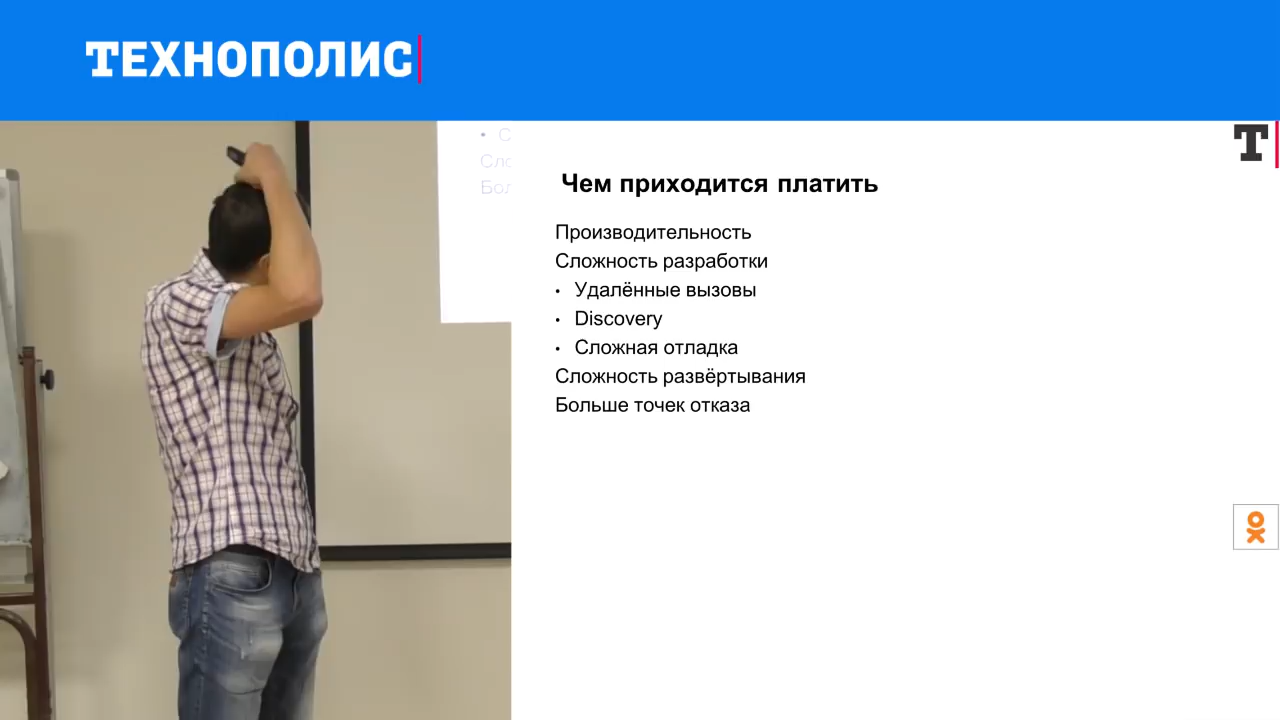 ТЕХНОПОЛИС
Т
Чем приходится платить
Производительность
Сложность разработки
• Удалённые вызовы
• Discovery
• Сложная отладка
Сложность развёртывания
Больше точек отказа